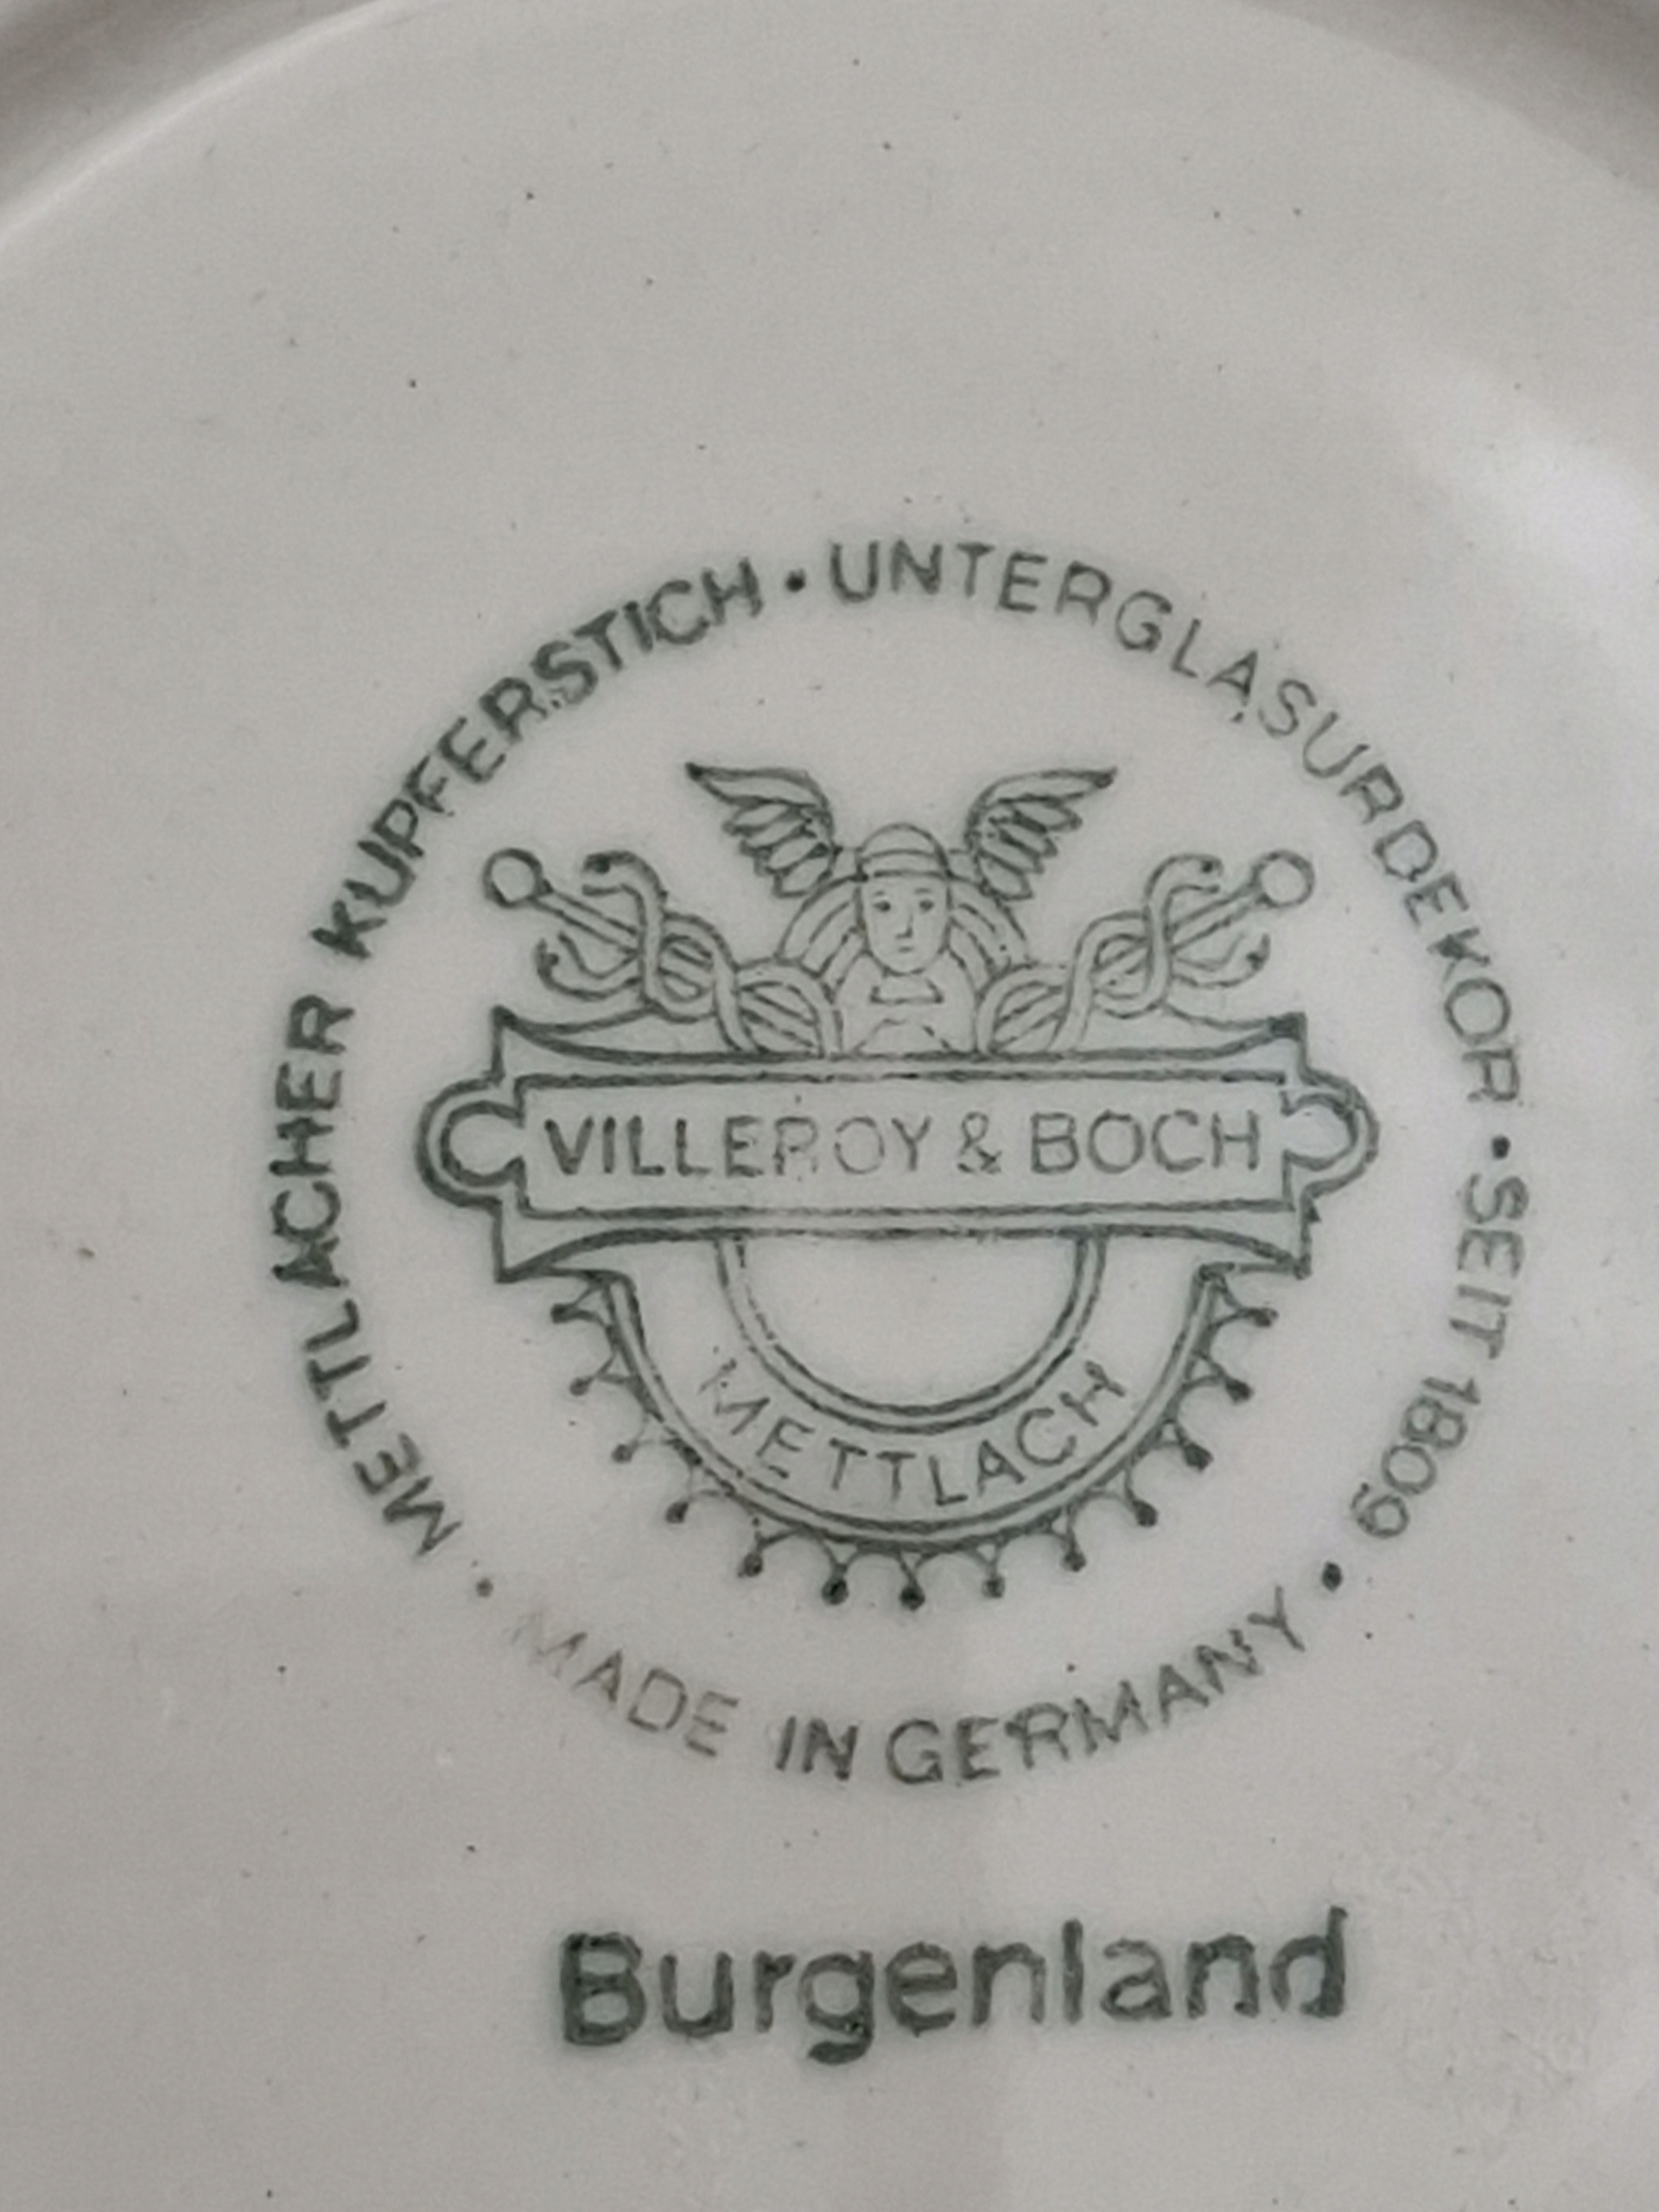 METTLACHER KUPFERSTICH · UNTERGLASURDEKOR · SEIT 1809 ·
VILLEROY & BOCH
METTLACH
MADE IN GERMANY ·
Burgenland